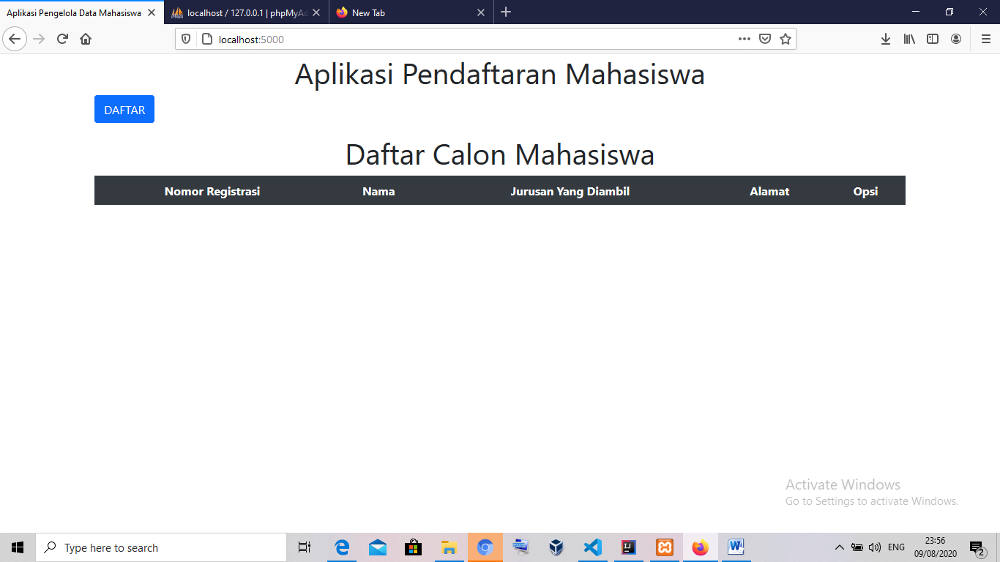 Aplikasi Pengelola Data Mahasiswa
localhost / 127.0.0.1 | phpMyAd
New Tab
localhost:5000
Aplikasi Pendaftaran Mahasiswa
DAFTAR
Daftar Calon Mahasiswa
Nomor Registrasi Nama Jurusan Yang Diambil Alamat Opsi
Activate Windows
Go to Settings to activate Windows.
Type here to search
ENG
23:56
09/08/2020
2